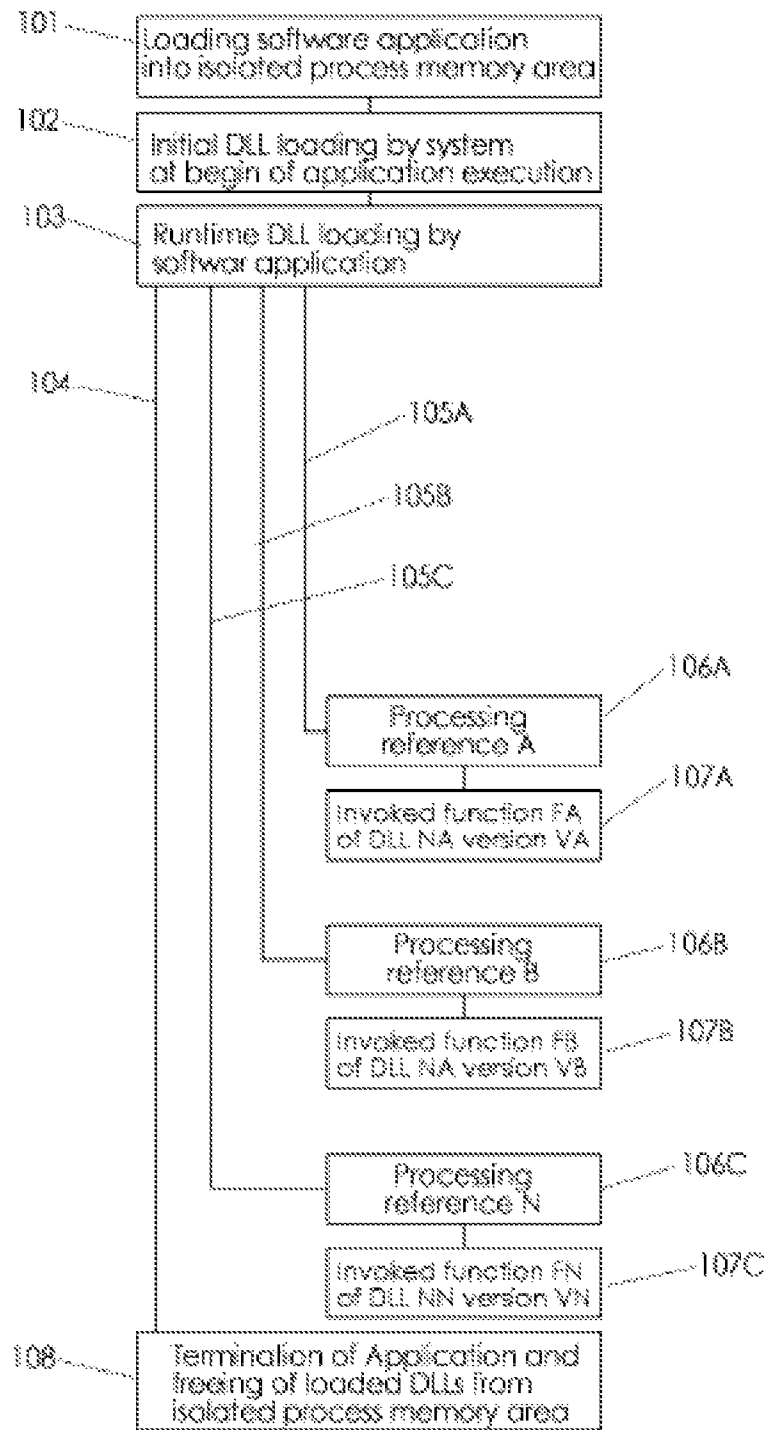 101
Loading software application
into isolated process memory area
102
Initial DLL loading by system
at begin of application execution
103
Runtime DLL loading by
softwar application
104
105A
105B
105C
106A
Processing
reference A
107A
Invoked function FA
of DLL NA version VA
106B
Processing
reference B
107B
Invoked function FB
of DLL NA version VB
106C
Processing
reference N
107C
Invoked function FN
of DLL NN version VN
108
Termination of Application and
freeing of loaded DLLs from
isolated process memory area